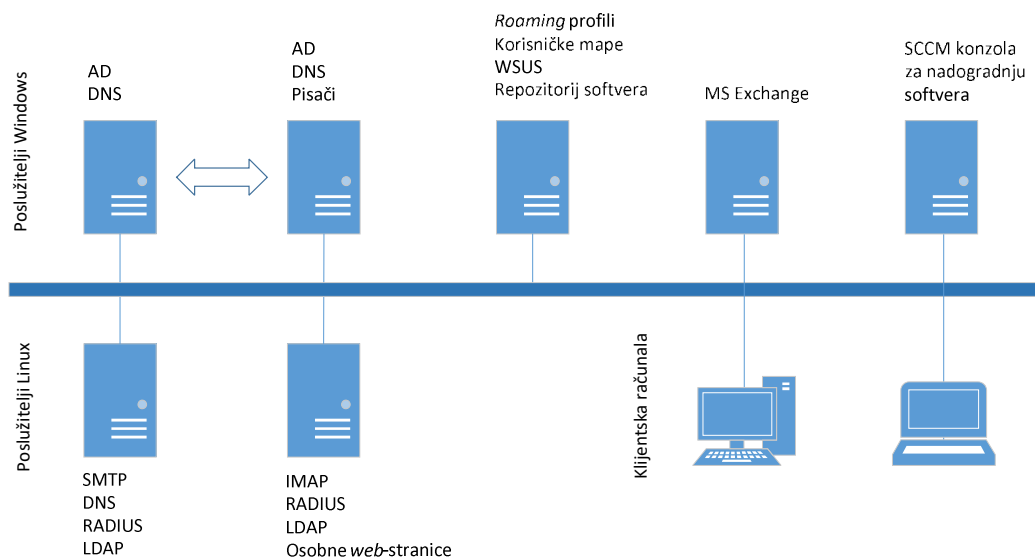 Poslužitelji Windows
AD
DNS
AD
DNS
Pisači
Roaming profili
Korisničke mape
WSUS
Repozitorij softvera
MS Exchange
SCCM konzola
za nadogradnju
softvera
Poslužitelji Linux
SMTP
DNS
RADIUS
LDAP
IMAP
RADIUS
LDAP
Osobne web-stranice
Klijentska računala